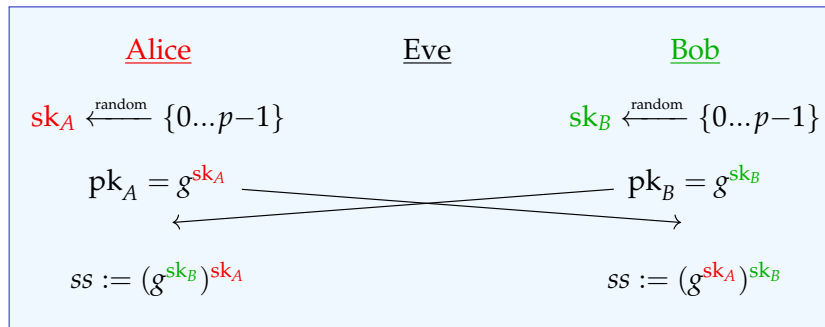 Alice Eve Bob
sk_A ←random {0...p−1} sk_B ←random {0...p−1}
pk_A = g^{sk_A} pk_B = g^{sk_B}
ss := (g^{sk_B})^{sk_A} ss := (g^{sk_A})^{sk_B}